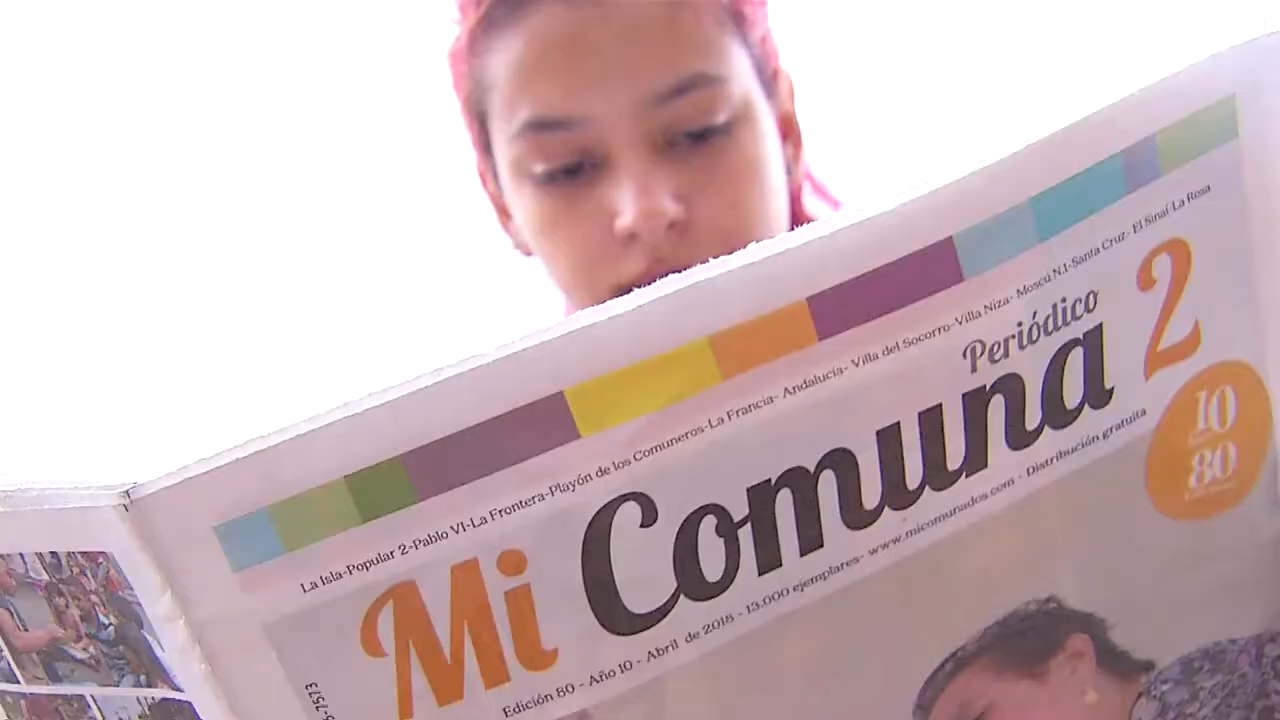 La Isla-Popular 2-Pablo VI-La Frontera-Playón de los Comuneros-La Francia- Andalucía- Villa del Socorro-Villa Niza- Moscú N.1-Santa Cruz- El Sinaí-La Rosa
Periódico
Mi Comuna 2
Edición 80 - Año 10 - Abril de 2018 - 13.000 ejemplares- www.micomunados.com - Distribución gratuita
10
80
-7573